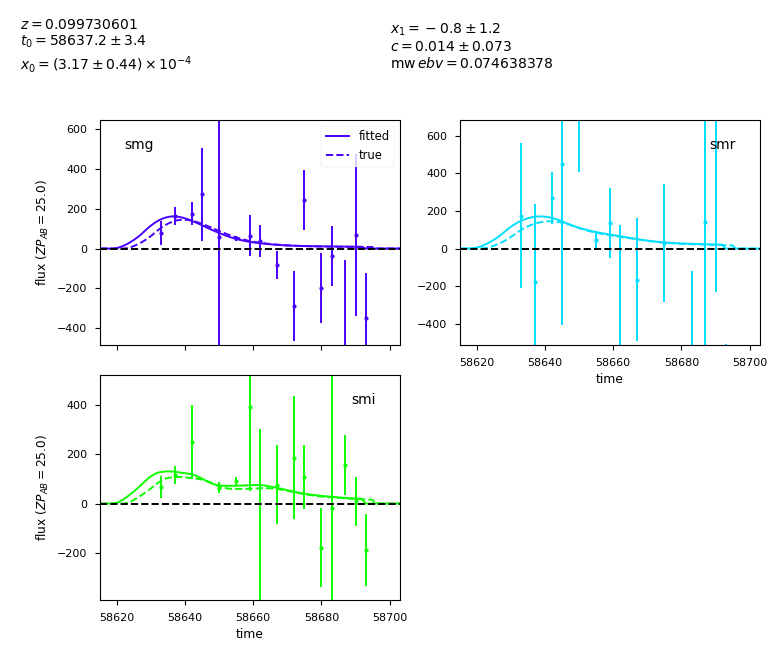 z = 0.099730601
t₀ = 58637.2 ± 3.4
x₀ = (3.17 ± 0.44) × 10⁻⁴
x₁ = −0.8 ± 1.2
c = 0.014 ± 0.073
mw ebv = 0.074638378
smg
fitted
true
600
400
200
0
−200
−400
flux (ZP_AB = 25.0)
smr
600
400
200
0
−200
−400
58620 58640 58660 58680 58700
time
smi
400
200
0
−200
flux (ZP_AB = 25.0)
58620 58640 58660 58680 58700
time